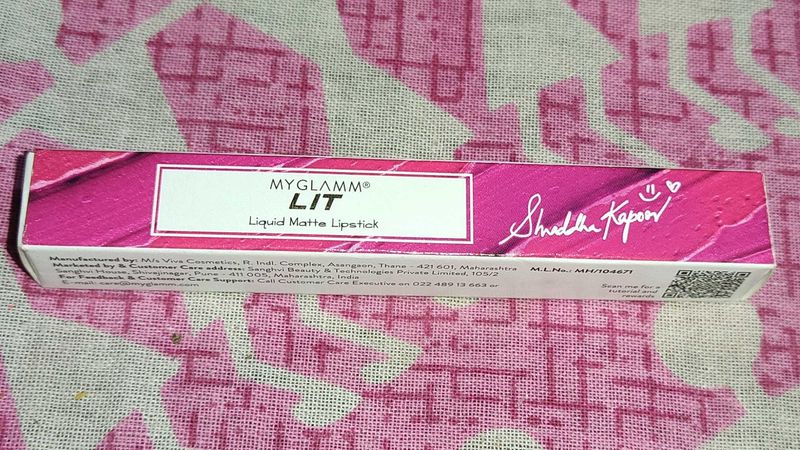 MYGLAMM®
LIT
Liquid Matte Lipstick
Shraddha Kapoor
Manufactured by: M/s Viva Cosmetics, R. Indl. Complex, Asangaon, Thane - 421 601, Maharashtra
Marketed by & Customer Care address: Sanghvi Beauty & Technologies Private Limited, 105/2
Sanghvi House, Shivajinagar, Pune - 411 005, Maharashtra, India
For Feedback & Customer Care Support: Call Customer Care Executive on 022 489 13 663 or
E-mail: care@myglamm.com
M.L.No.: MH/104671
Scan me for a
tutorial and
rewards